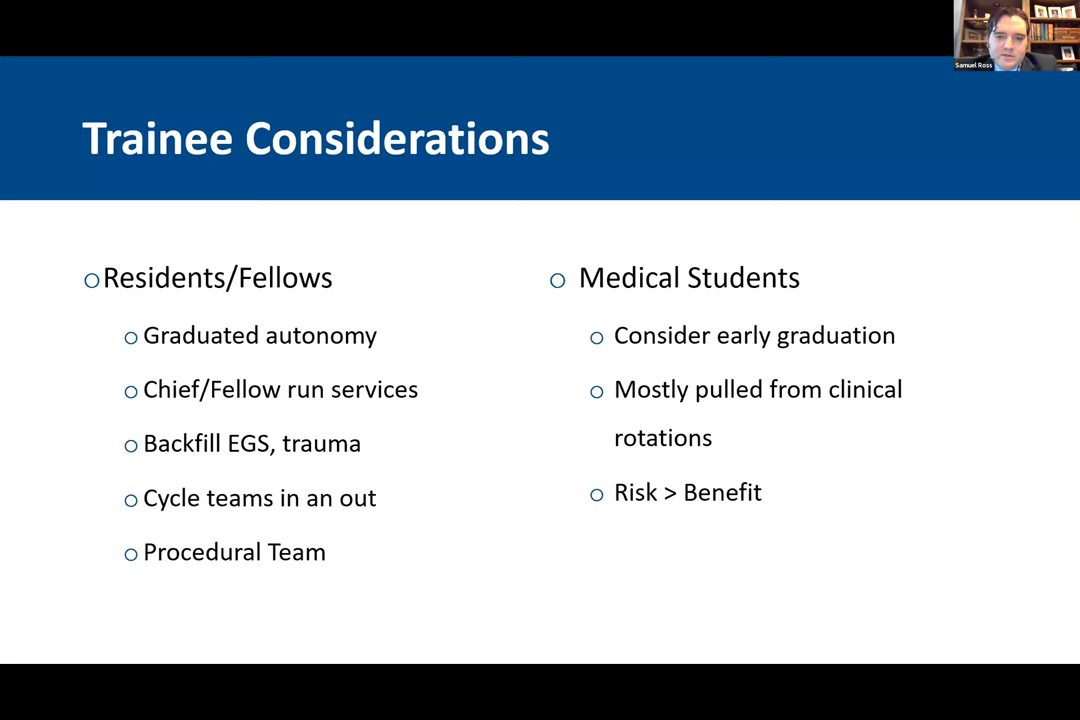 Samuel Ross
Trainee Considerations
Residents/Fellows
Graduated autonomy
Chief/Fellow run services
Backfill EGS, trauma
Cycle teams in an out
Procedural Team
Medical Students
Consider early graduation
Mostly pulled from clinical
rotations
Risk > Benefit